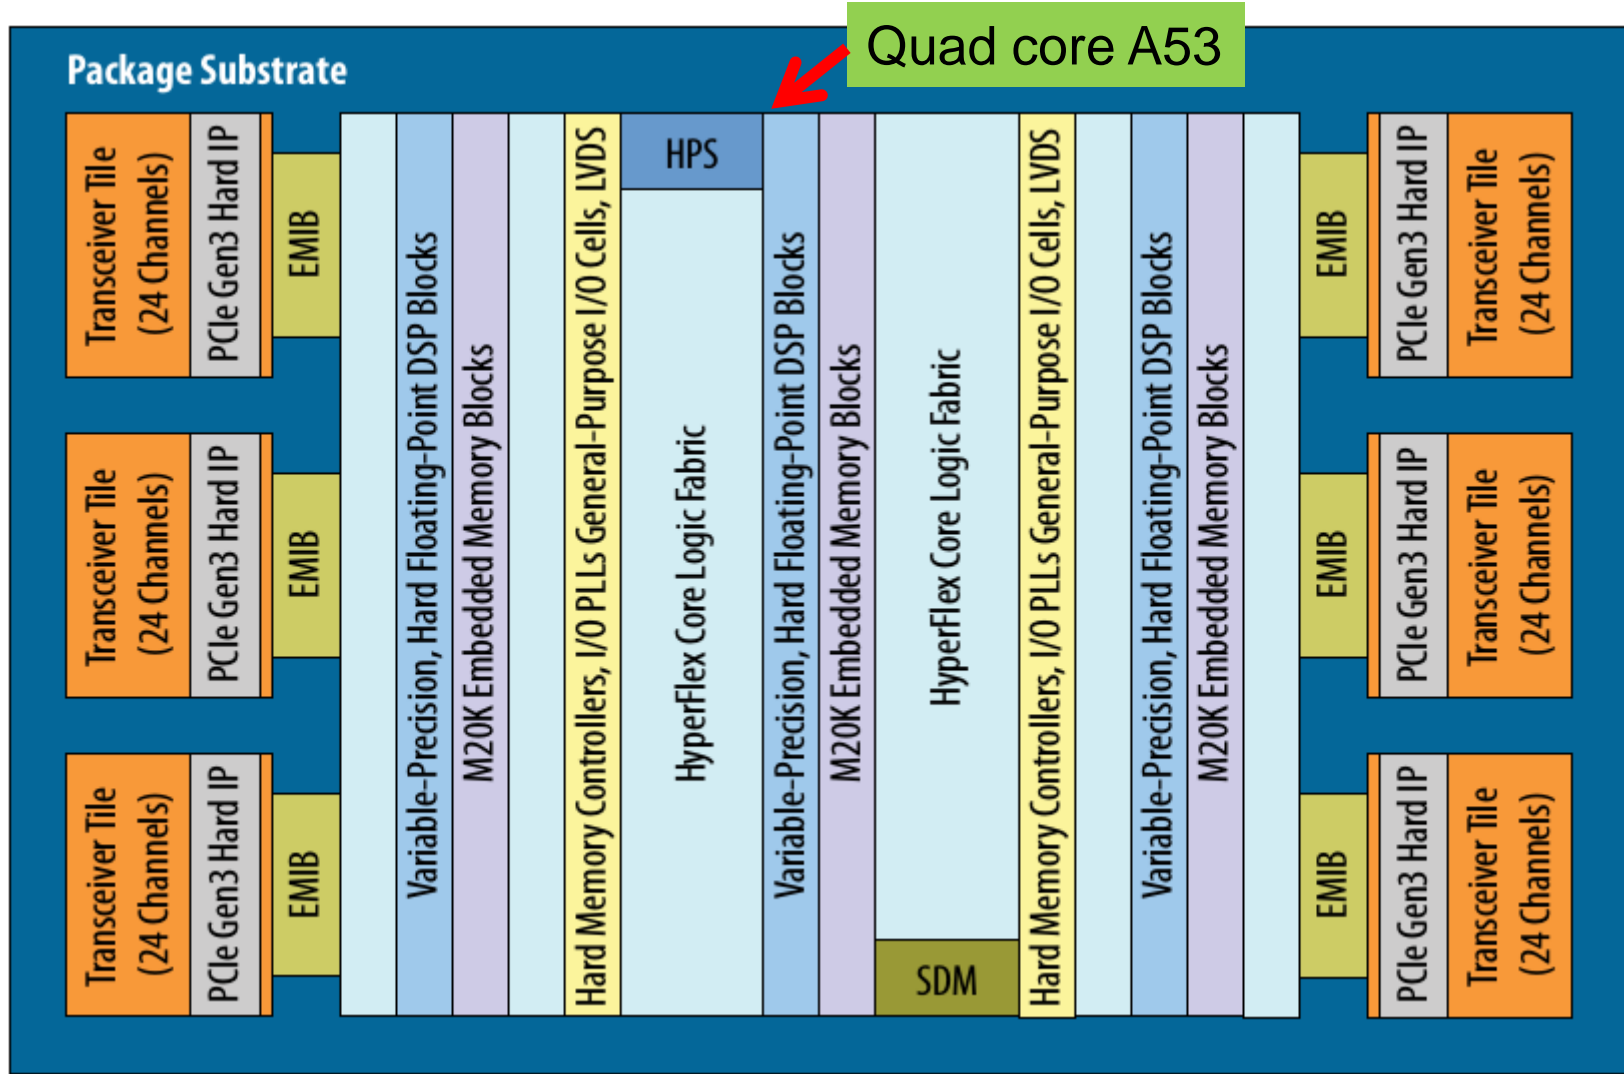 Quad core A53
Package Substrate
Transceiver Tile
(24 Channels)
PCIe Gen3 Hard IP
EMIB
Transceiver Tile
(24 Channels)
PCIe Gen3 Hard IP
EMIB
Transceiver Tile
(24 Channels)
PCIe Gen3 Hard IP
EMIB
Variable-Precision, Hard Floating-Point DSP Blocks
M20K Embedded Memory Blocks
Hard Memory Controllers, I/O PLLs General-Purpose I/O Cells, LVDS
HPS
HyperFlex Core Logic Fabric
Variable-Precision, Hard Floating-Point DSP Blocks
M20K Embedded Memory Blocks
HyperFlex Core Logic Fabric
SDM
Hard Memory Controllers, I/O PLLs General-Purpose I/O Cells, LVDS
Variable-Precision, Hard Floating-Point DSP Blocks
M20K Embedded Memory Blocks
EMIB
PCIe Gen3 Hard IP
Transceiver Tile
(24 Channels)
EMIB
PCIe Gen3 Hard IP
Transceiver Tile
(24 Channels)
EMIB
PCIe Gen3 Hard IP
Transceiver Tile
(24 Channels)